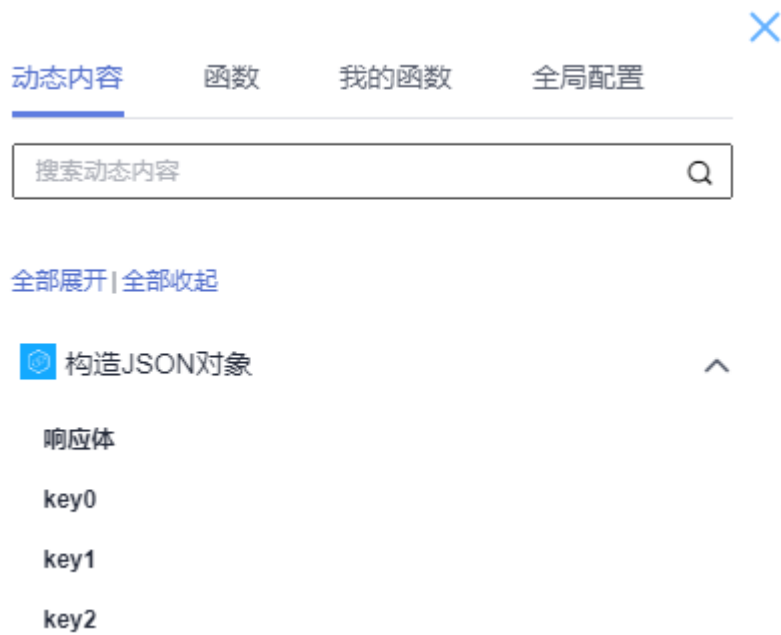 动态内容 函数 我的函数 全局配置
搜索动态内容
全部展开|全部收起
构造JSON对象
响应体
key0
key1
key2